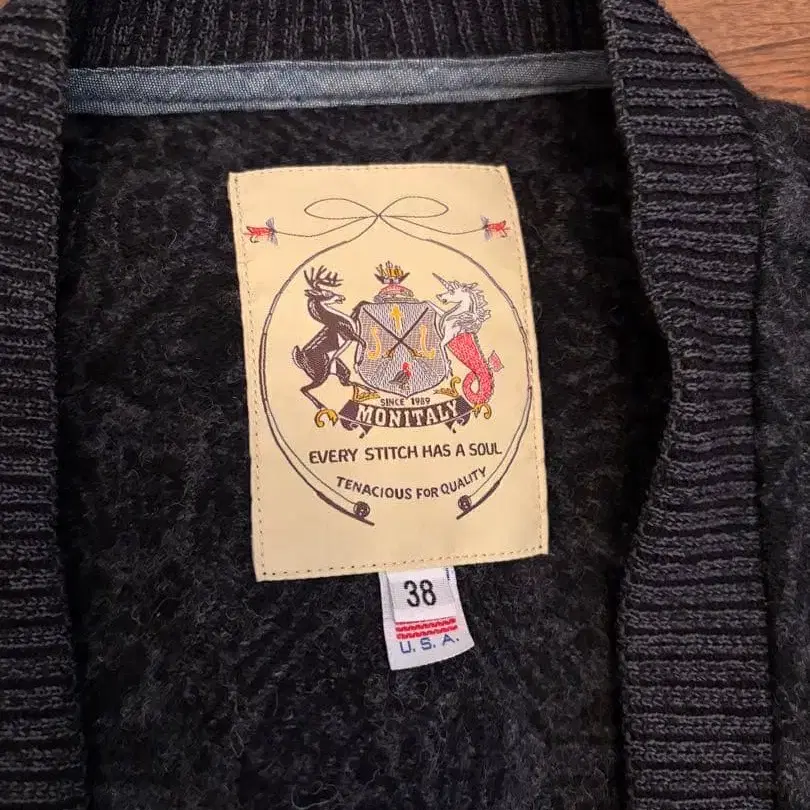 SINCE 1989
MONITALY
EVERY STITCH HAS A SOUL
TENACIOUS FOR QUALITY
38
U.S.A.